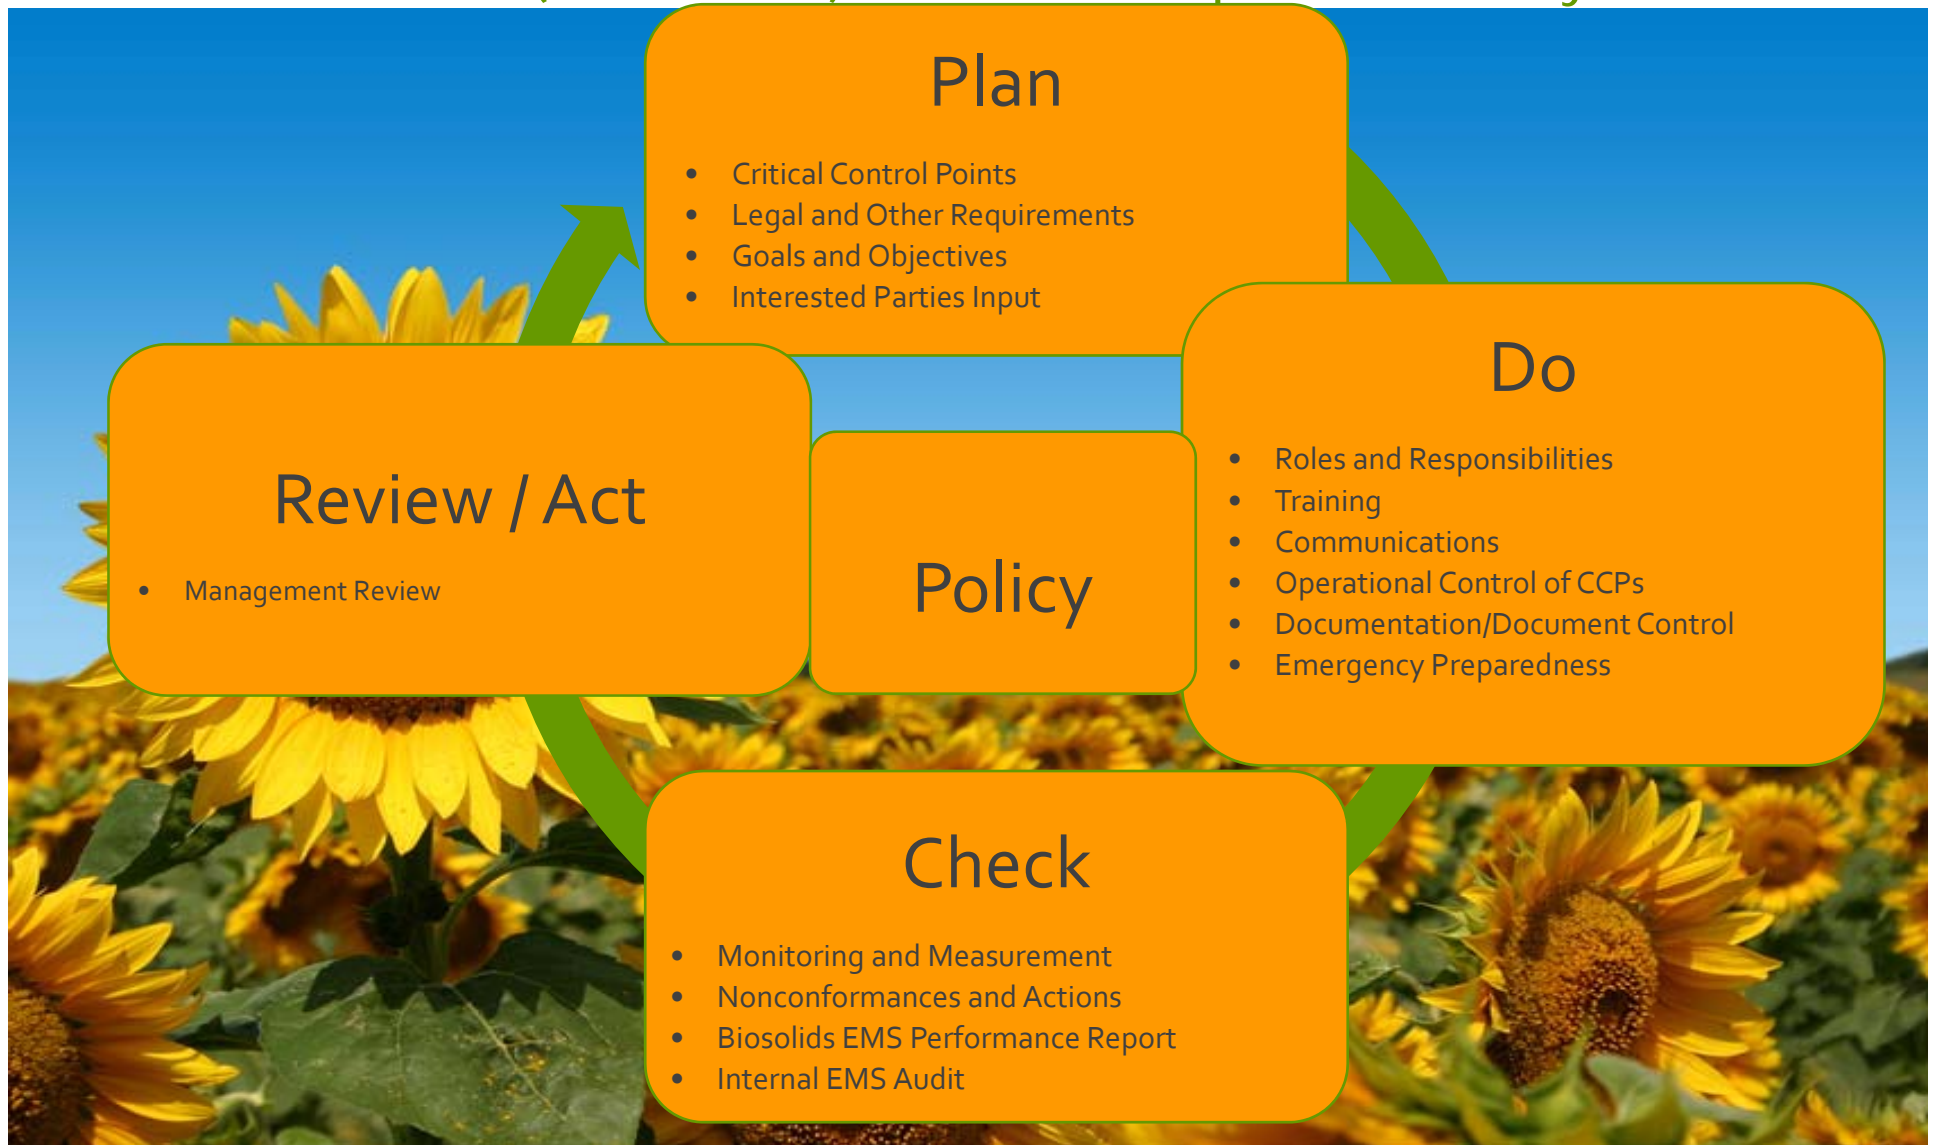 Plan
• Critical Control Points
• Legal and Other Requirements
• Goals and Objectives
• Interested Parties Input
Do
• Roles and Responsibilities
• Training
• Communications
• Operational Control of CCPs
• Documentation/Document Control
• Emergency Preparedness
Review / Act
• Management Review
Policy
Check
• Monitoring and Measurement
• Nonconformances and Actions
• Biosolids EMS Performance Report
• Internal EMS Audit